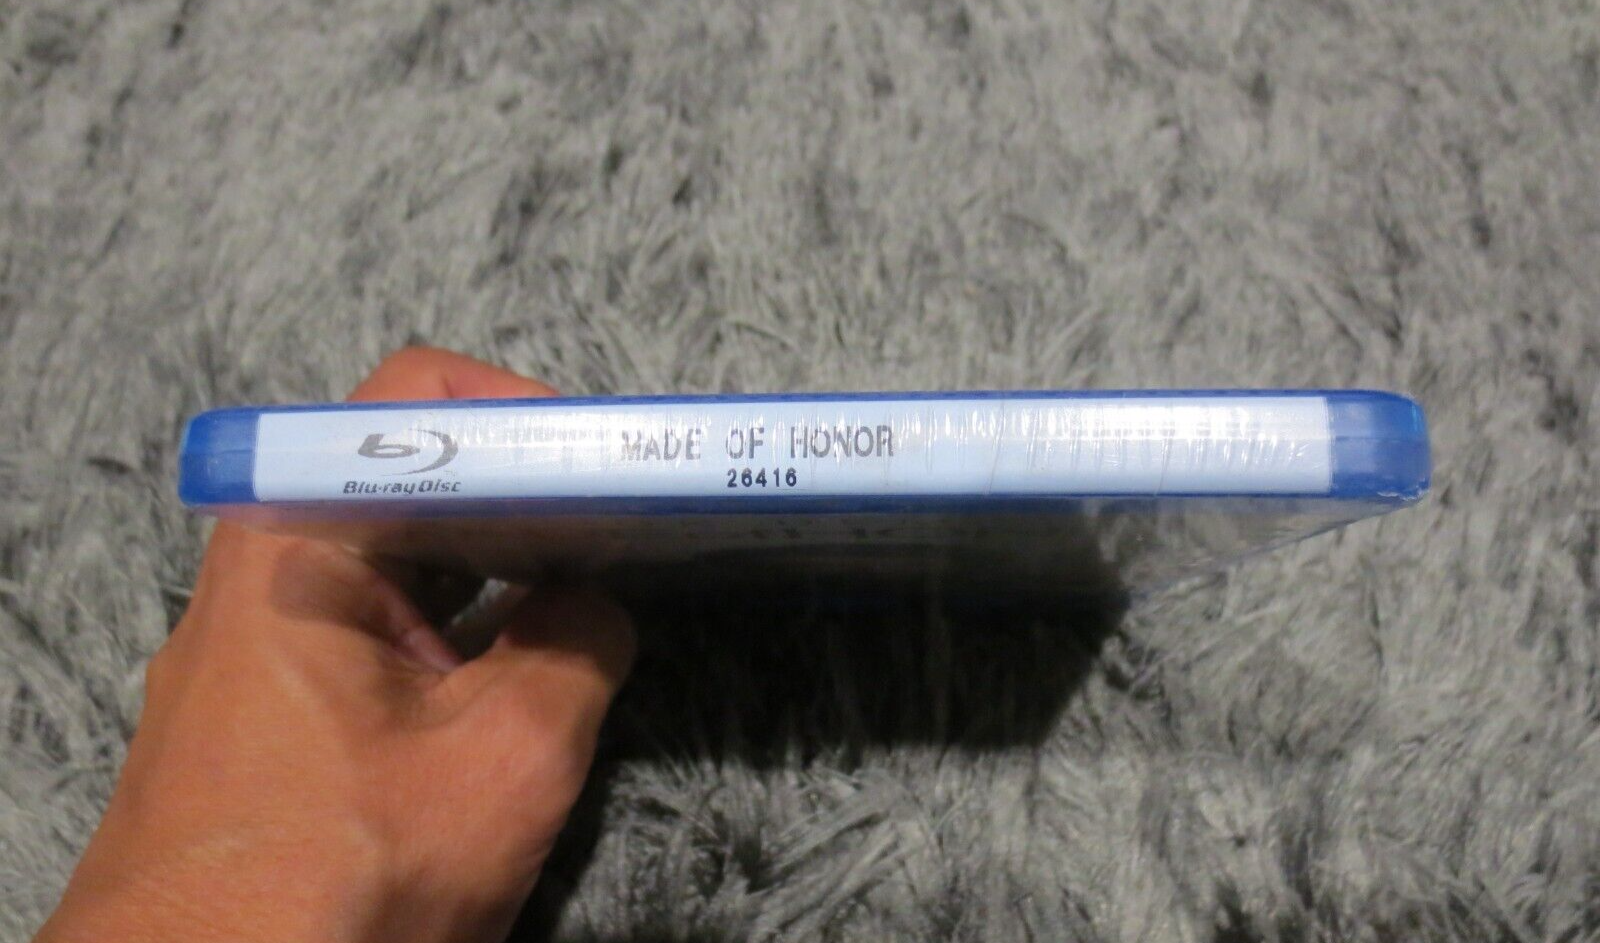 Blu-ray Disc
MADE OF HONOR
26416